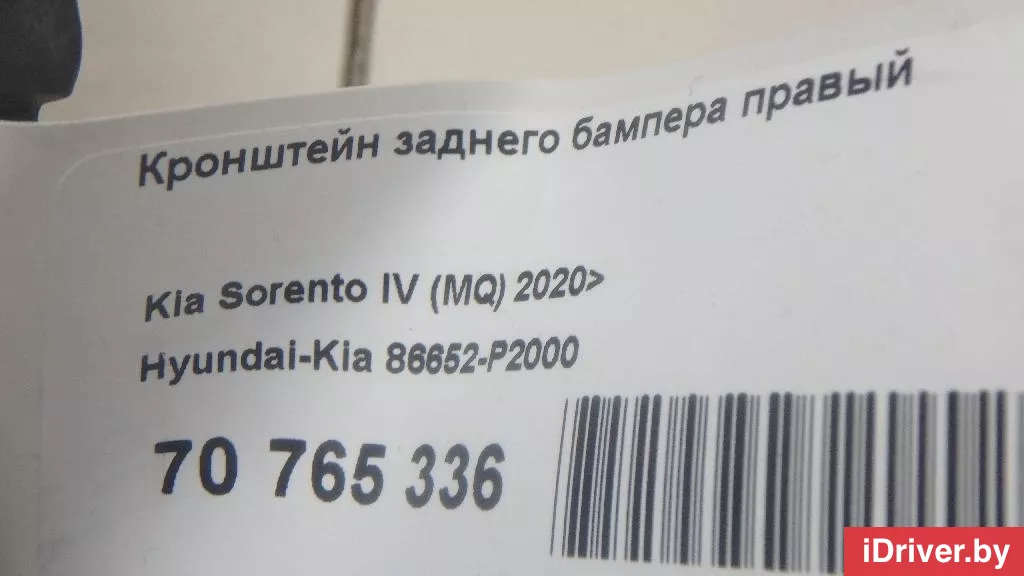 Кронштейн заднего бампера правый
Kia Sorento IV (MQ) 2020>
Hyundai-Kia 86652-P2000
70 765 336
iDriver.by